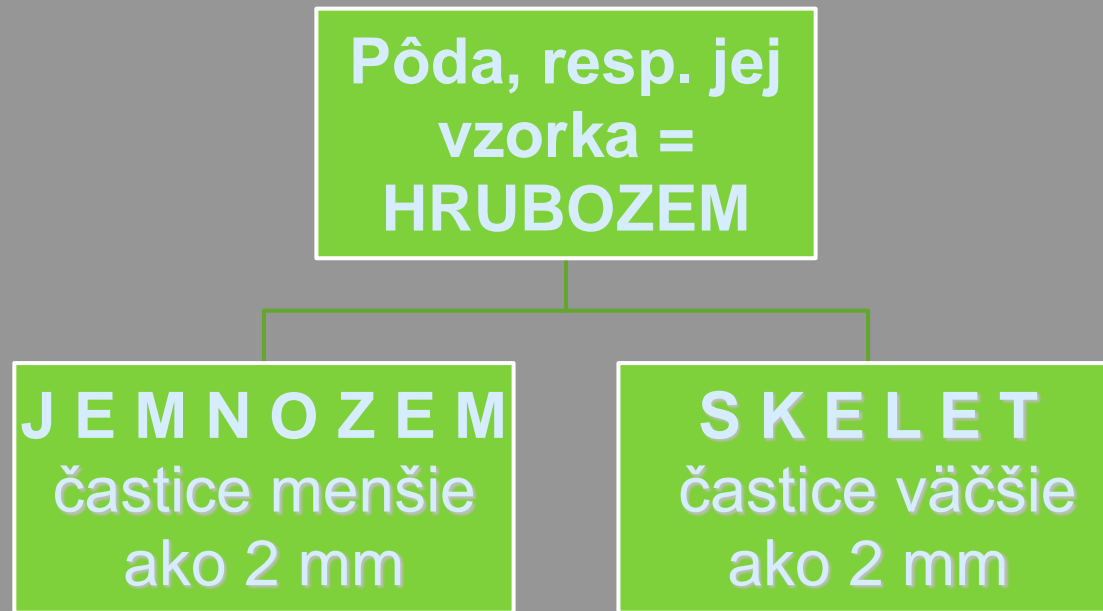 Pôda, resp. jej
vzorka =
HRUBOZEM
J E M N O Z E M
častice menšie
ako 2 mm
S K E L E T
častice väčšie
ako 2 mm